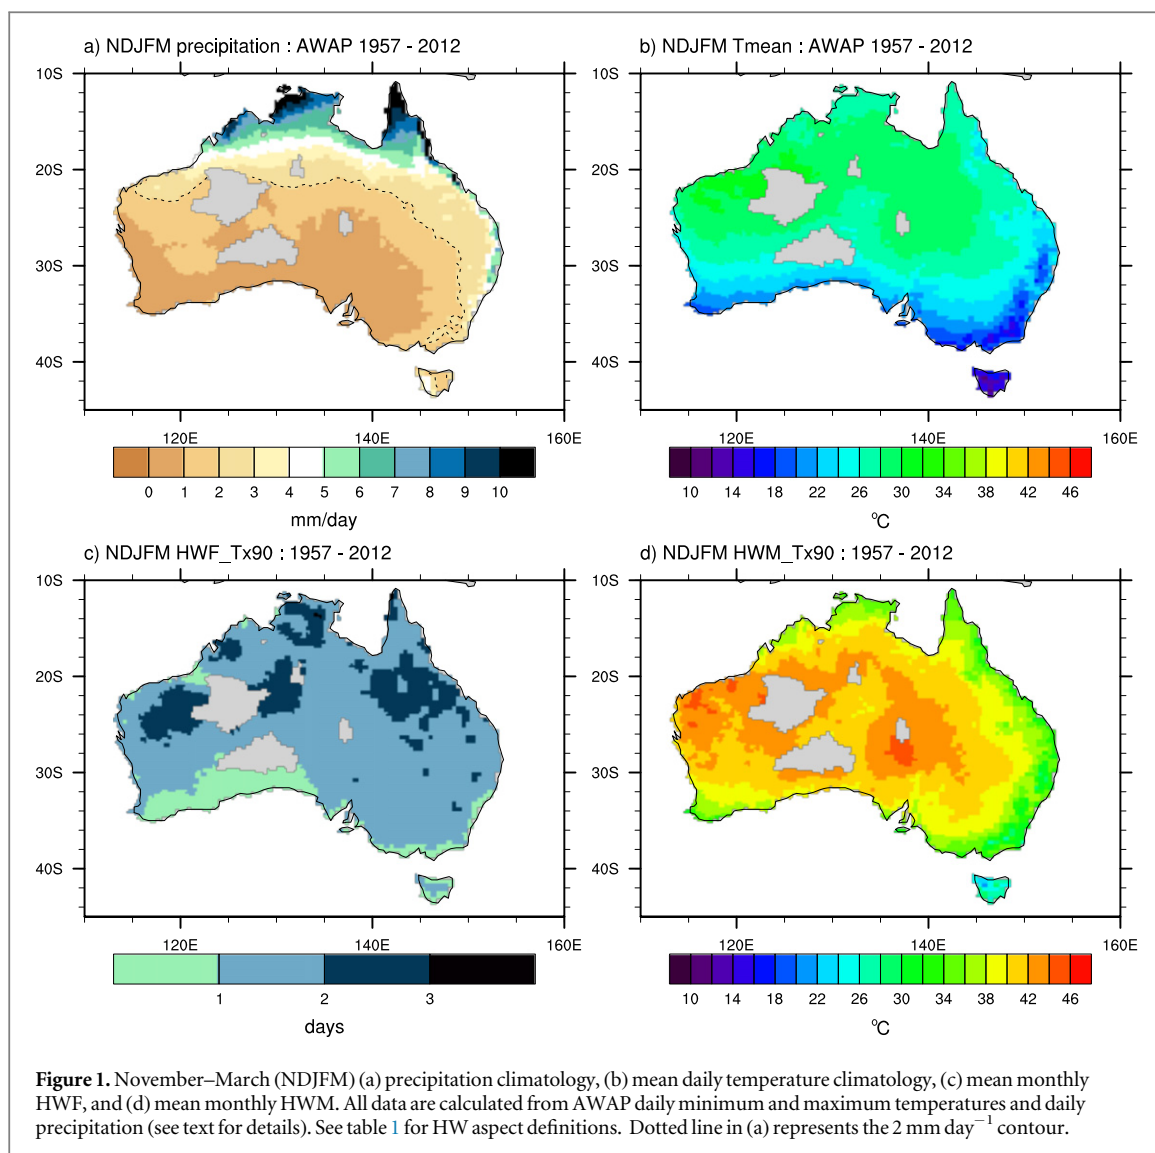 a) NDJFM precipitation : AWAP 1957 - 2012
b) NDJFM Tmean : AWAP 1957 - 2012
10S
20S
30S
40S
120E 140E 160E
0 1 2 3 4 5 6 7 8 9 10
mm/day
10S
20S
30S
40S
120E 140E 160E
10 14 18 22 26 30 34 38 42 46
°C
c) NDJFM HWF_Tx90 : 1957 - 2012
d) NDJFM HWM_Tx90 : 1957 - 2012
10S
20S
30S
40S
120E 140E 160E
1 2 3
days
10S
20S
30S
40S
120E 140E 160E
10 14 18 22 26 30 34 38 42 46
°C
Figure 1. November–March (NDJFM) (a) precipitation climatology, (b) mean daily temperature climatology, (c) mean monthly
HWF, and (d) mean monthly HWM. All data are calculated from AWAP daily minimum and maximum temperatures and daily
precipitation (see text for details). See table 1 for HW aspect definitions. Dotted line in (a) represents the 2 mm day⁻¹ contour.